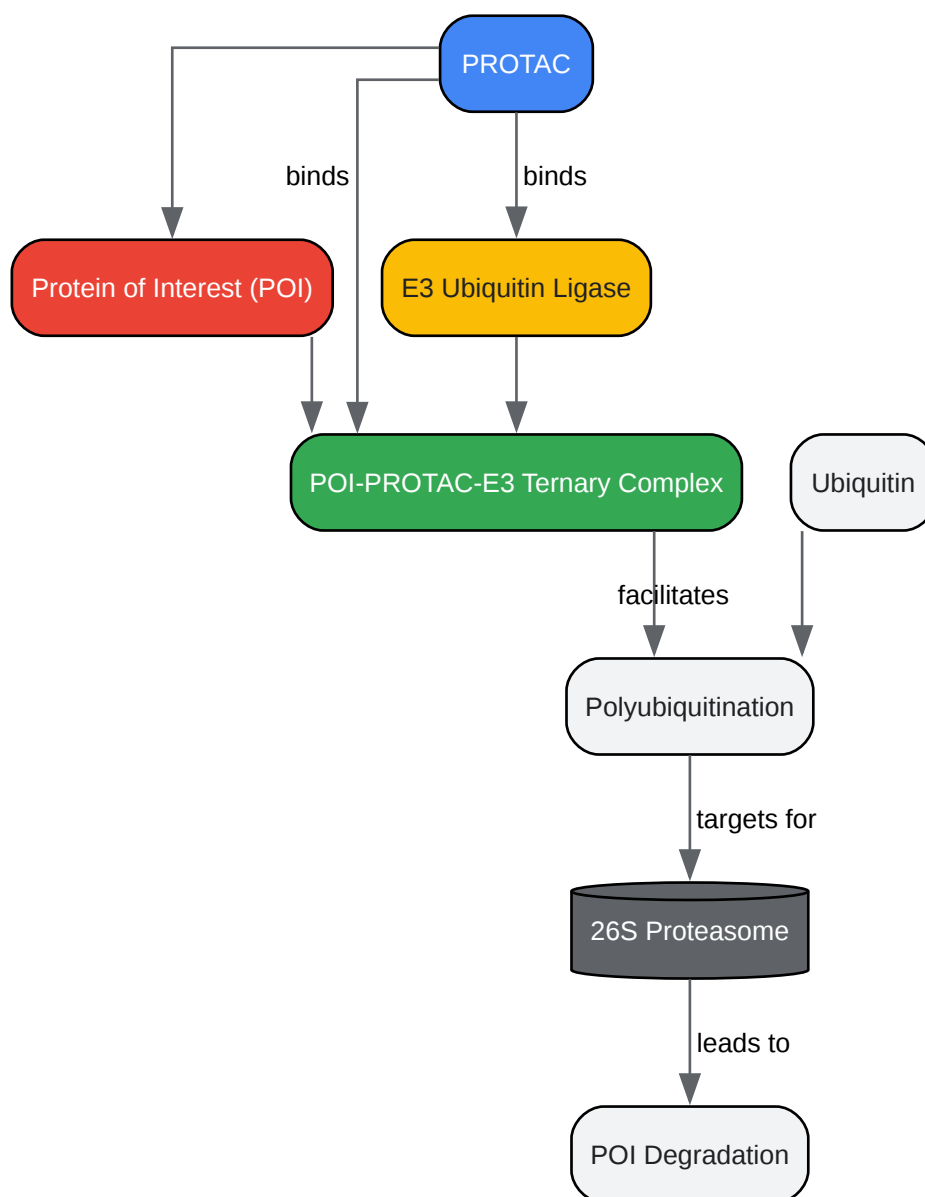 PROTAC
binds
binds
Protein of Interest (POI)
E3 Ubiquitin Ligase
POI-PROTAC-E3 Ternary Complex
Ubiquitin
facilitates
Polyubiquitination
targets for
26S Proteasome
leads to
POI Degradation